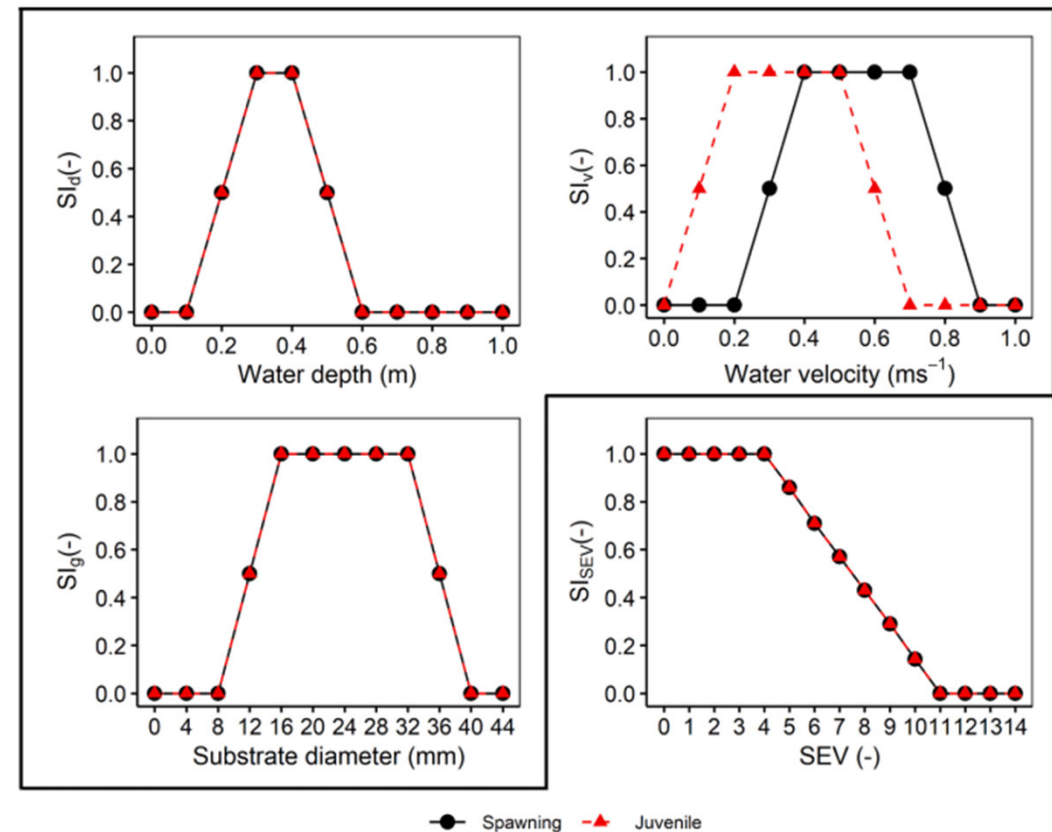 1.0
0.8
0.6
0.4
0.2
0.0
SId(-)
0.0 0.2 0.4 0.6 0.8 1.0
Water depth (m)
1.0
0.8
0.6
0.4
0.2
0.0
SIv(-)
0.0 0.2 0.4 0.6 0.8 1.0
Water velocity (ms⁻¹)
1.0
0.8
0.6
0.4
0.2
0.0
SIg(-)
0 4 8 12 16 20 24 28 32 36 40 44
Substrate diameter (mm)
1.0
0.8
0.6
0.4
0.2
0.0
SISEV(-)
0 1 2 3 4 5 6 7 8 9 10 11 12 13 14
SEV (-)
Spawning Juvenile